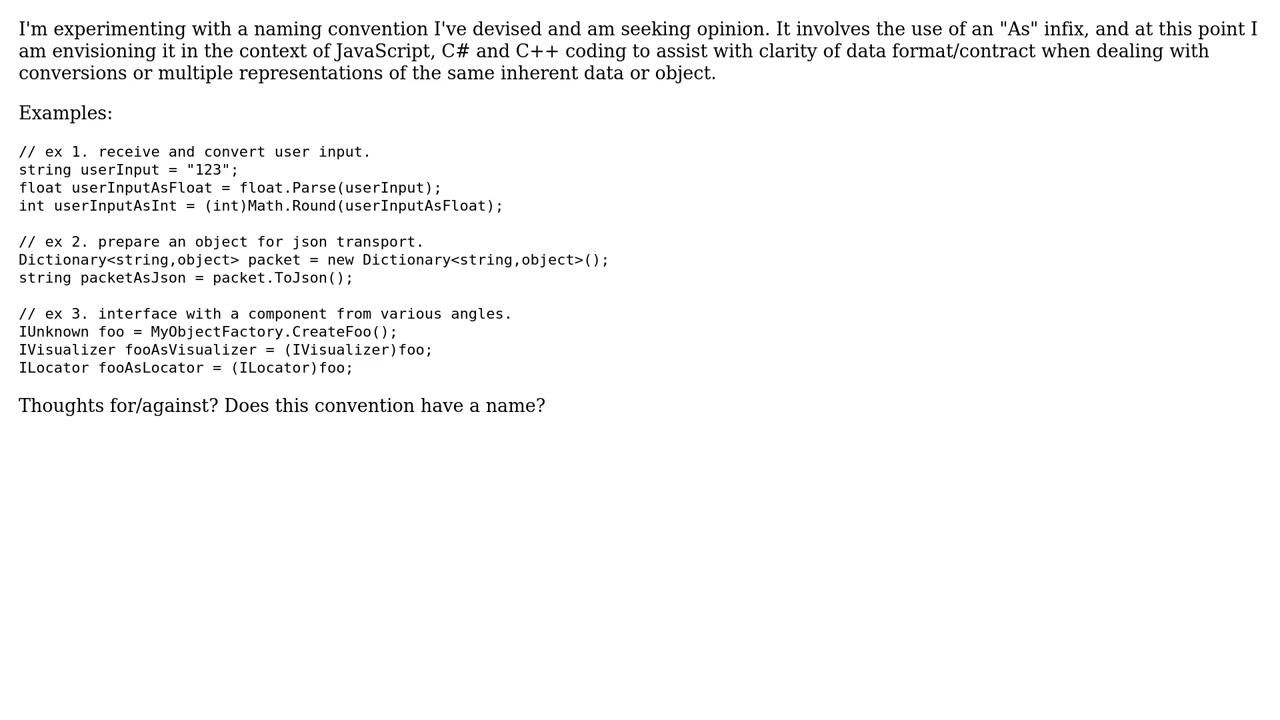 I'm experimenting with a naming convention I've devised and am seeking opinion. It involves the use of an "As" infix, and at this point I
am envisioning it in the context of JavaScript, C# and C++ coding to assist with clarity of data format/contract when dealing with
conversions or multiple representations of the same inherent data or object.
Examples:
// ex 1. receive and convert user input.
string userInput = "123";
float userInputAsFloat = float.Parse(userInput);
int userInputAsInt = (int)Math.Round(userInputAsFloat);
// ex 2. prepare an object for json transport.
Dictionary<string,object> packet = new Dictionary<string,object>();
string packetAsJson = packet.ToJson();
// ex 3. interface with a component from various angles.
IUnknown foo = MyObjectFactory.CreateFoo();
IVisualizer fooAsVisualizer = (IVisualizer)foo;
ILocator fooAsLocator = (ILocator)foo;
Thoughts for/against? Does this convention have a name?